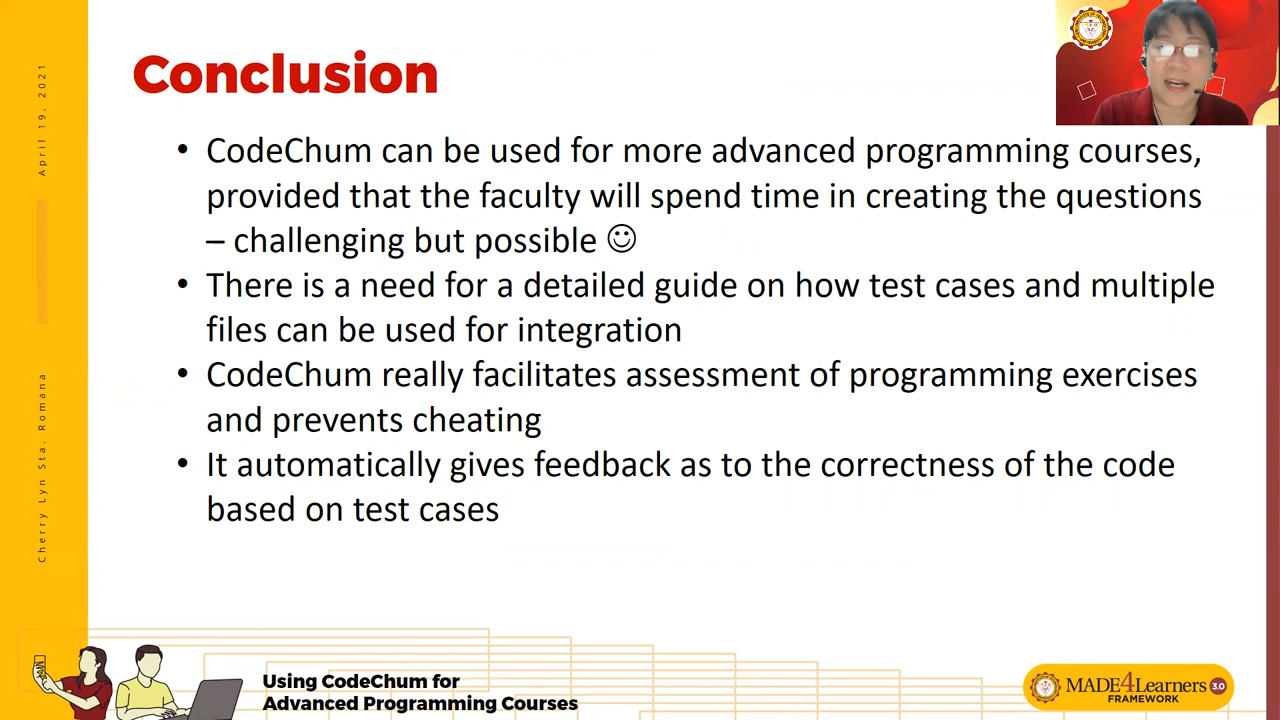 Conclusion
• CodeChum can be used for more advanced programming courses,
provided that the faculty will spend time in creating the questions
– challenging but possible ☺
• There is a need for a detailed guide on how test cases and multiple
files can be used for integration
• CodeChum really facilitates assessment of programming exercises
and prevents cheating
• It automatically gives feedback as to the correctness of the code
based on test cases
April 19, 2021
Cherry Lyn Sta. Romana
Using CodeChum for
Advanced Programming Courses
MADE4Learners 3.0
FRAMEWORK